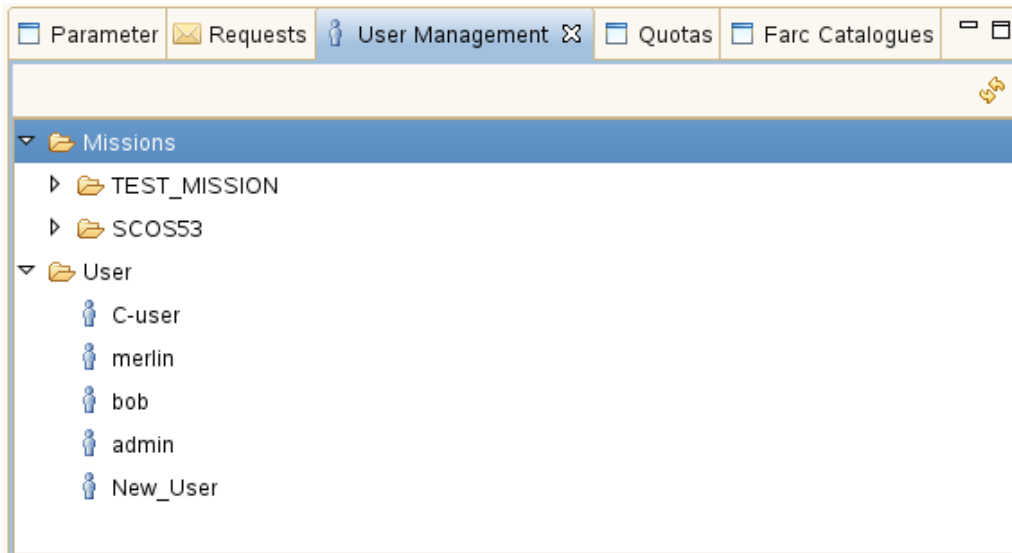 Parameter Requests User Management Quotas Farc Catalogues
Missions
TEST_MISSION
SCOS53
User
C-user
merlin
bob
admin
New_User